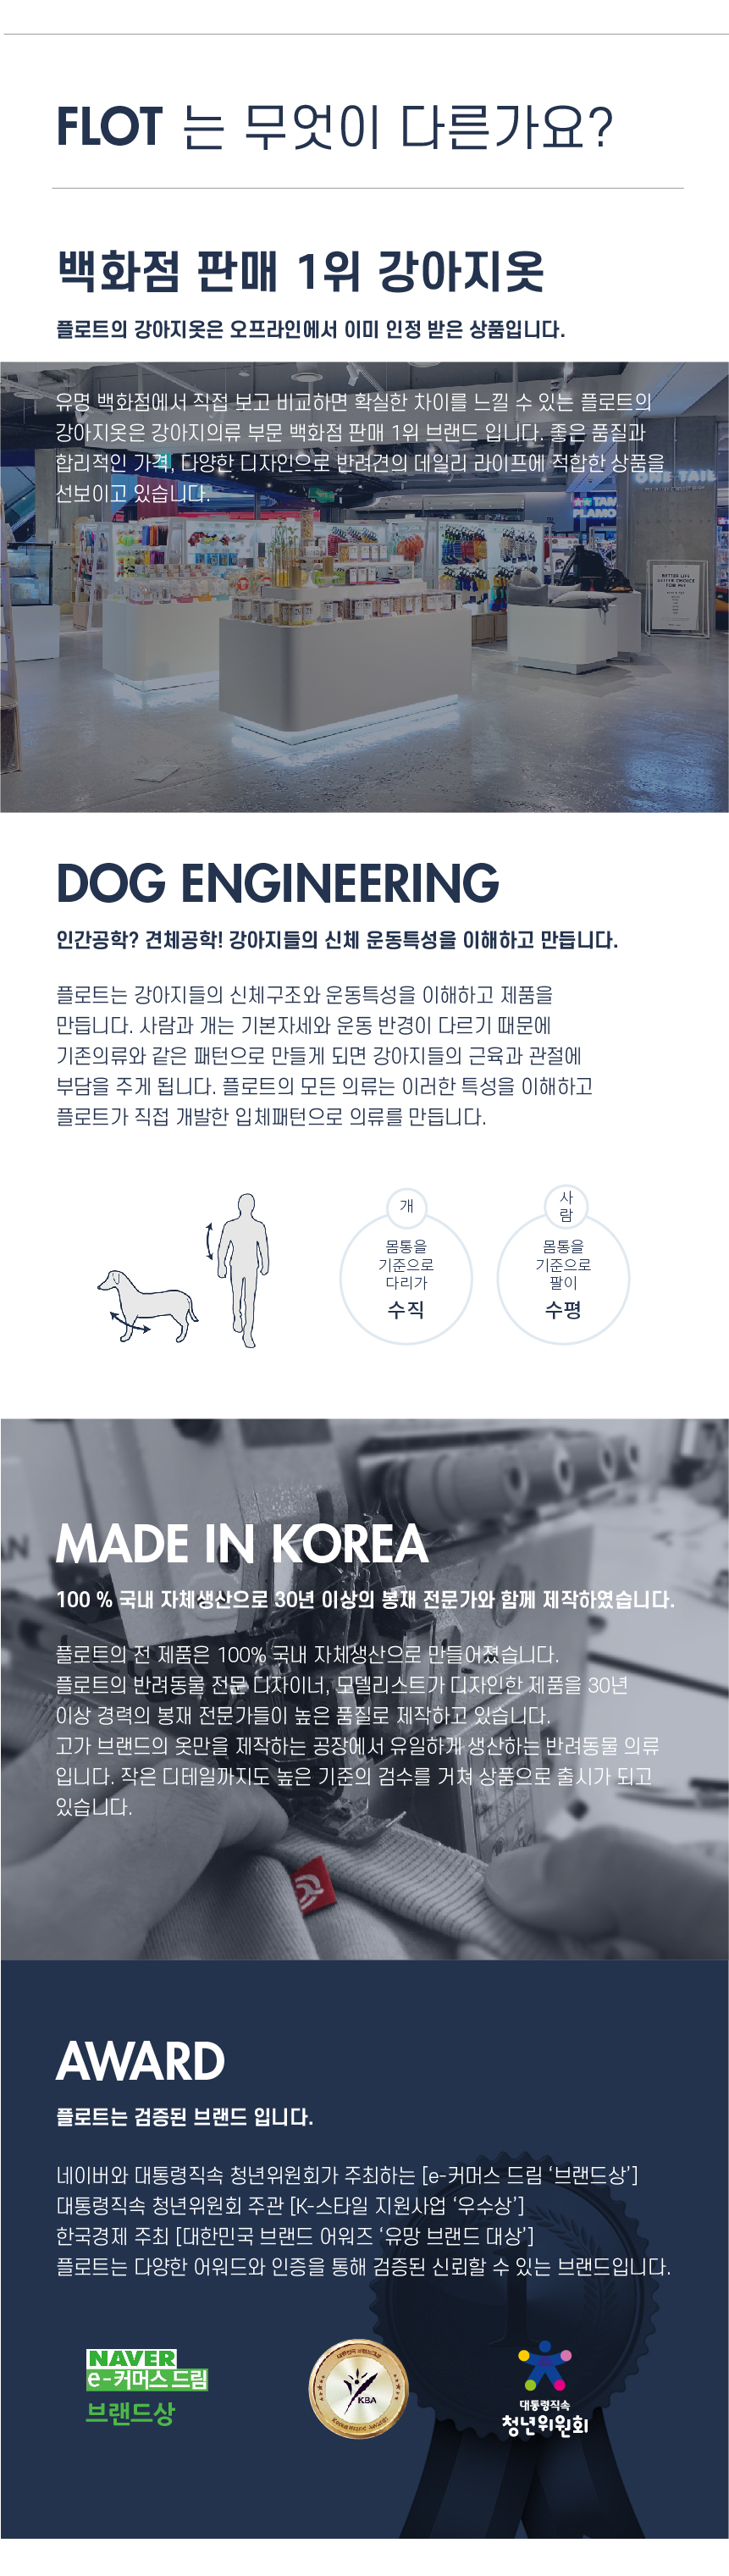 FLOT 는 무엇이 다른가요?
백화점 판매 1위 강아지옷
플로트의 강아지옷은 오프라인에서 이미 인정 받은 상품입니다.
유명 백화점에서 직접 보고 비교하면 확실한 차이를 느낄 수 있는 플로트의
강아지옷은 강아지의류 부문 백화점 판매 1위 브랜드 입니다. 좋은 품질과
합리적인 가격, 다양한 디자인으로 반려견의 데일리 라이프에 적합한 상품을
선보이고 있습니다.
ONE TAIL
TAM
PLAMO
DOG ENGINEERING
인간공학? 견체공학! 강아지들의 신체 운동특성을 이해하고 만듭니다.
플로트는 강아지들의 신체구조와 운동특성을 이해하고 제품을
만듭니다. 사람과 개는 기본자세와 운동 반경이 다르기 때문에
기존의류와 같은 패턴으로 만들게 되면 강아지들의 근육과 관절에
부담을 주게 됩니다. 플로트의 모든 의류는 이러한 특성을 이해하고
플로트가 직접 개발한 입체패턴으로 의류를 만듭니다.
개
몸통을
기준으로
다리가
수직
사
람
몸통을
기준으로
팔이
수평
MADE IN KOREA
100 % 국내 자체생산으로 30년 이상의 봉재 전문가와 함께 제작하였습니다.
플로트의 전 제품은 100% 국내 자체생산으로 만들어졌습니다.
플로트의 반려동물 전문 디자이너, 모델리스트가 디자인한 제품을 30년
이상 경력의 봉재 전문가들이 높은 품질로 제작하고 있습니다.
고가 브랜드의 옷만을 제작하는 공장에서 유일하게 생산하는 반려동물 의류
입니다. 작은 디테일까지도 높은 기준의 검수를 거쳐 상품으로 출시가 되고
있습니다.
AWARD
플로트는 검증된 브랜드 입니다.
네이버와 대통령직속 청년위원회가 주최하는 [e-커머스 드림 ‘브랜드상’]
대통령직속 청년위원회 주관 [K-스타일 지원사업 ‘우수상’]
한국경제 주최 [대한민국 브랜드 어워즈 ‘유망 브랜드 대상’]
플로트는 다양한 어워드와 인증을 통해 검증된 신뢰할 수 있는 브랜드입니다.
NAVER
e-커머스드림
브랜드상
KBA
대통령직속
청년위원회